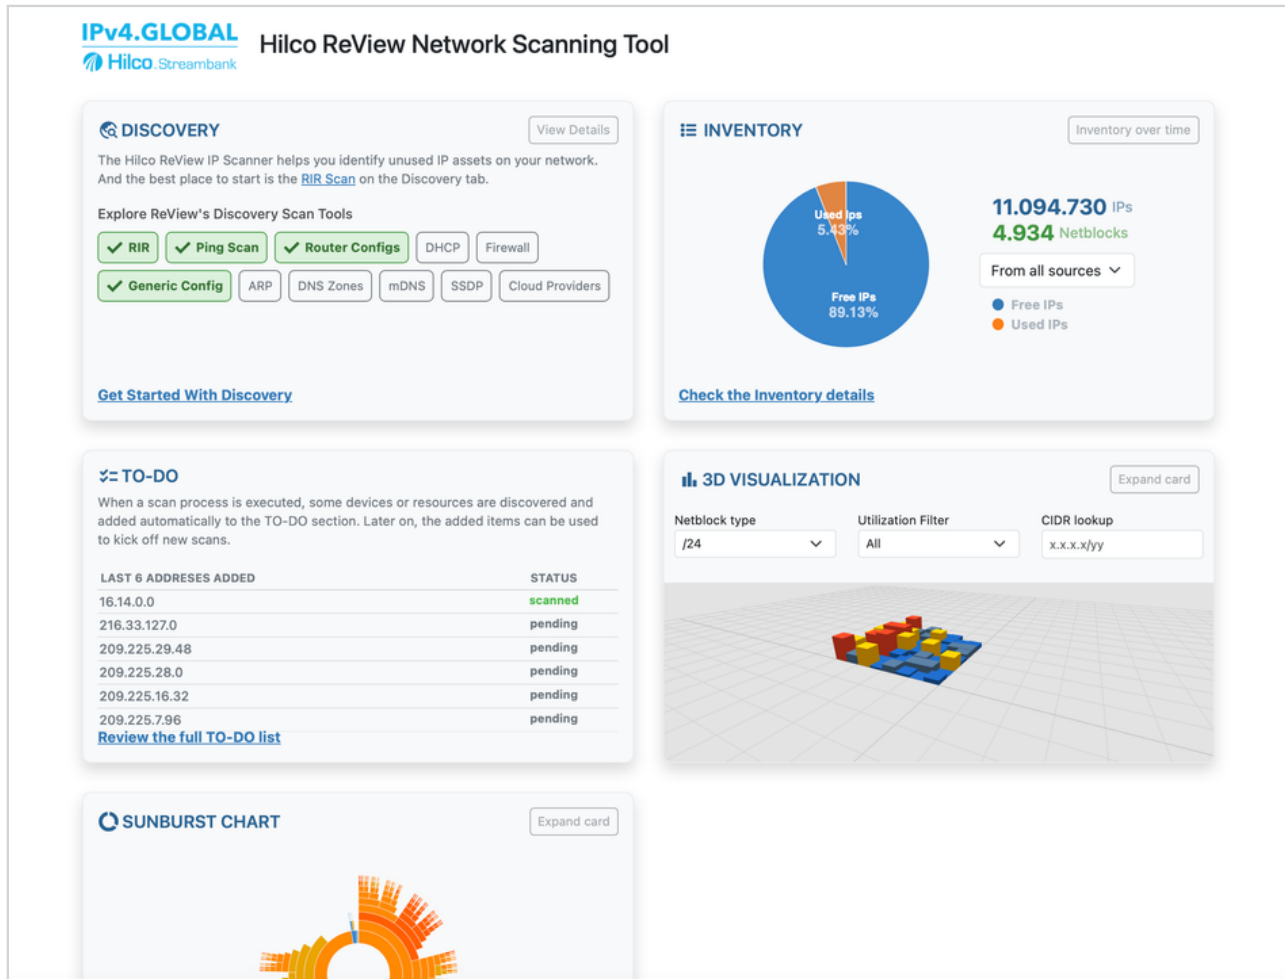 IPv4.GLOBAL
Hilco Streambank
Hilco ReView Network Scanning Tool
DISCOVERY
View Details
The Hilco ReView IP Scanner helps you identify unused IP assets on your network.
And the best place to start is the RIR Scan on the Discovery tab.
Explore ReView's Discovery Scan Tools
RIR Ping Scan Router Configs DHCP Firewall
Generic Config ARP DNS Zones mDNS SSDP Cloud Providers
Get Started With Discovery
INVENTORY
Inventory over time
Used Ips
5.43%
Free IPs
89.13%
11.094.730 IPs
4.934 Netblocks
From all sources
Free IPs
Used IPs
Check the Inventory details
TO-DO
When a scan process is executed, some devices or resources are discovered and
added automatically to the TO-DO section. Later on, the added items can be used
to kick off new scans.
LAST 6 ADDRESES ADDED STATUS
16.14.0.0 scanned
216.33.127.0 pending
209.225.29.48 pending
209.225.28.0 pending
209.225.16.32 pending
209.225.7.96 pending
Review the full TO-DO list
3D VISUALIZATION
Expand card
Netblock type Utilization Filter CIDR lookup
/24 All x.x.x.x/yy
SUNBURST CHART
Expand card